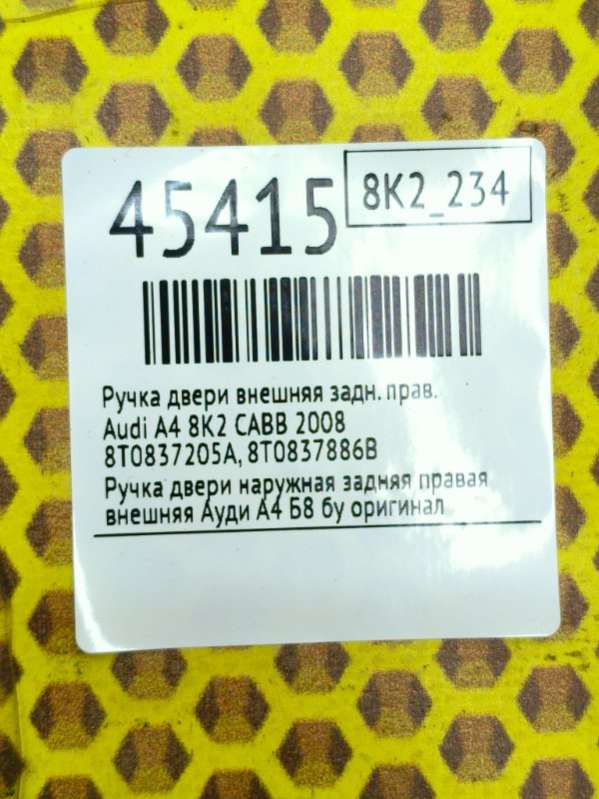 45415
8K2_234
Ручка двери внешняя задн. прав.
Audi A4 8K2 CABB 2008
8T0837205A, 8T0837886B
Ручка двери наружная задняя правая
внешняя Ауди А4 Б8 бу оригинал